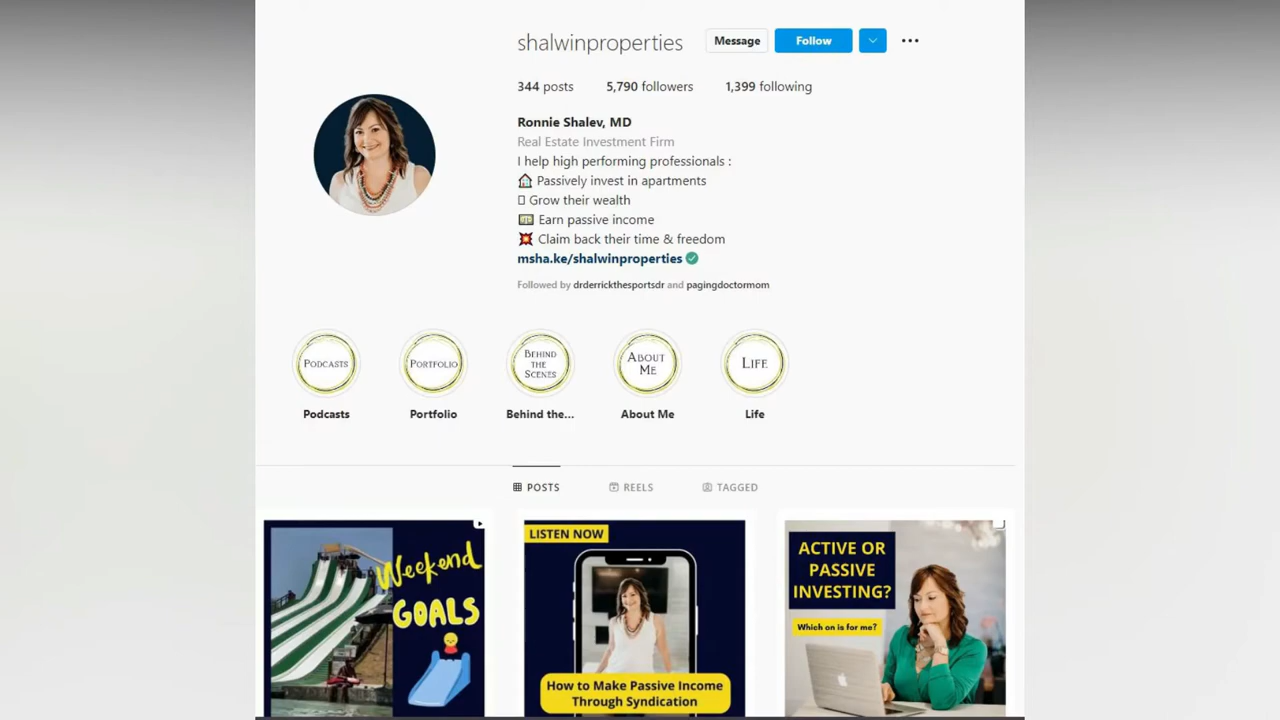 shalwinproperties
Message
Follow
344 posts
5,790 followers
1,399 following
Ronnie Shalev, MD
Real Estate Investment Firm
I help high performing professionals :
Passively invest in apartments
Grow their wealth
Earn passive income
Claim back their time & freedom
msha.ke/shalwinproperties
Followed by drderrickthesportsdr and pagingdoctormom
PODCASTS
PORTFOLIO
BEHIND
THE
SCENES
ABOUT
ME
LIFE
Podcasts
Portfolio
Behind the...
About Me
Life
POSTS
REELS
TAGGED
Weekend
GOALS
LISTEN NOW
How to Make Passive Income
Through Syndication
ACTIVE OR
PASSIVE
INVESTING?
Which on is for me?